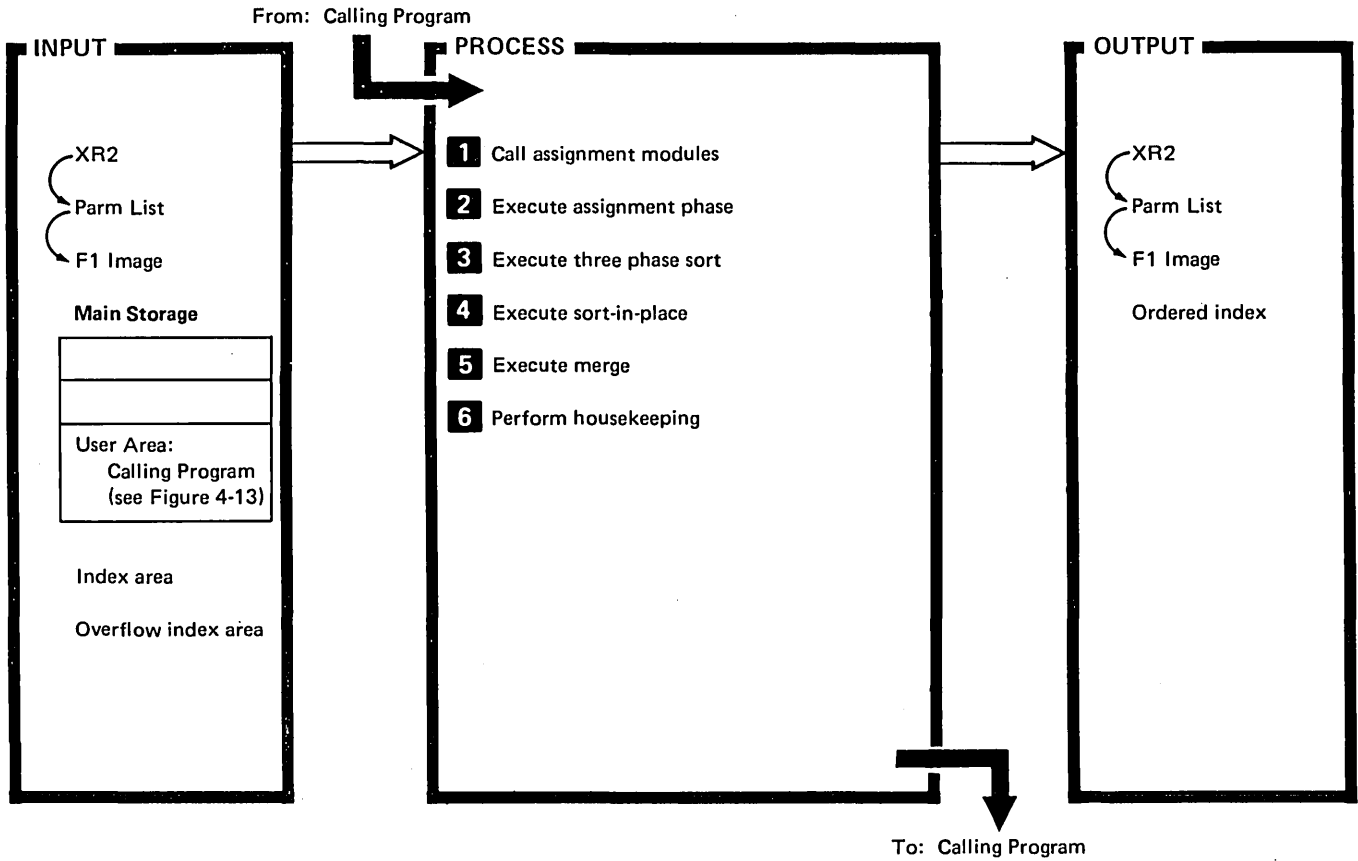 From: Calling Program
INPUT
XR2
Parm List
F1 Image
Main Storage
User Area:
Calling Program
(see Figure 4-13)
Index area
Overflow index area
PROCESS
1 Call assignment modules
2 Execute assignment phase
3 Execute three phase sort
4 Execute sort-in-place
5 Execute merge
6 Perform housekeeping
OUTPUT
XR2
Parm List
F1 Image
Ordered index
To: Calling Program